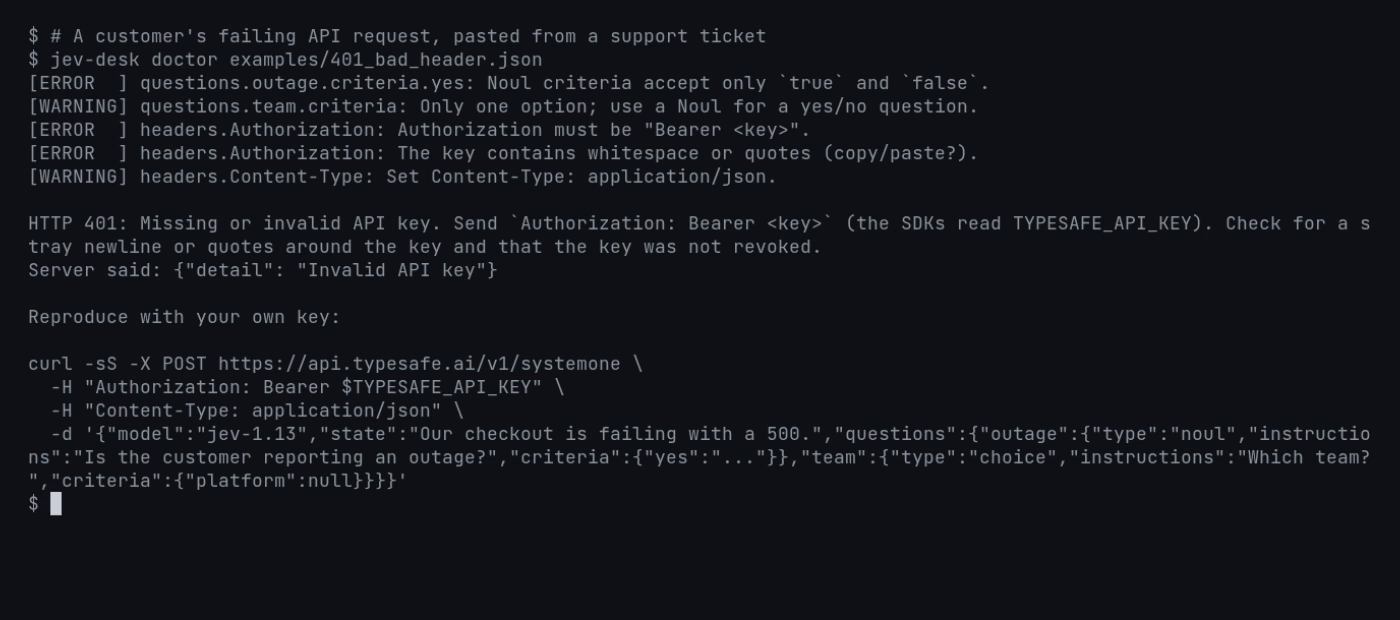 $ # A customer's failing API request, pasted from a support ticket
$ jev-desk doctor examples/401_bad_header.json
[ERROR  ] questions.outage.criteria.yes: Noul criteria accept only `true` and `false`.
[WARNING] questions.team.criteria: Only one option; use a Noul for a yes/no question.
[ERROR  ] headers.Authorization: Authorization must be "Bearer <key>".
[ERROR  ] headers.Authorization: The key contains whitespace or quotes (copy/paste?).
[WARNING] headers.Content-Type: Set Content-Type: application/json.

HTTP 401: Missing or invalid API key. Send `Authorization: Bearer <key>` (the SDKs read TYPESAFE_API_KEY). Check for a s
tray newline or quotes around the key and that the key was not revoked.
Server said: {"detail": "Invalid API key"}

Reproduce with your own key:

curl -sS -X POST https://api.typesafe.ai/v1/systemone \
  -H "Authorization: Bearer $TYPESAFE_API_KEY" \
  -H "Content-Type: application/json" \
  -d '{"model":"jev-1.13","state":"Our checkout is failing with a 500.","questions":{"outage":{"type":"noul","instructio
ns":"Is the customer reporting an outage?","criteria":{"yes":"..."}},"team":{"type":"choice","instructions":"Which team?
","criteria":{"platform":null}}}}'
$